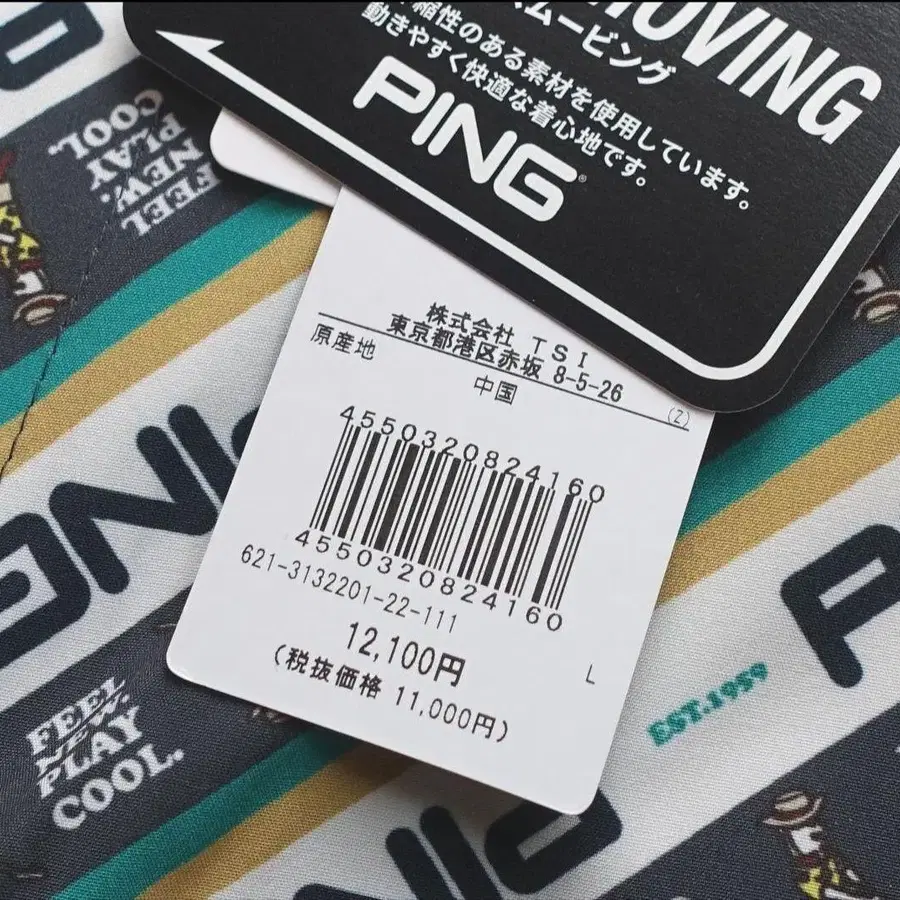 MOVING
ムービング
縮性のある素材を使用しています。
動きやすく快適な着心地です。
PING
株式会社 TSI
東京都港区赤坂 8-5-26
原産地
中国
(2)
4550320824160
4550320824160
621-3132201-22-111
12,100円
L
(税抜価格 11,000円)
FEEL
NEW.
PLAY
COOL.
PING
FEEL
NEW.
PLAY
COOL.
EST.1959